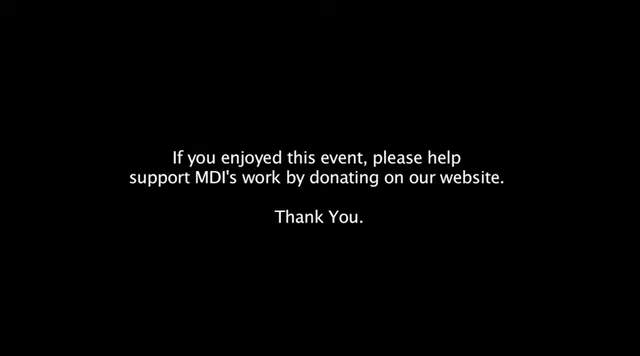 If you enjoyed this event, please help
support MDI's work by donating on our website.
Thank You.